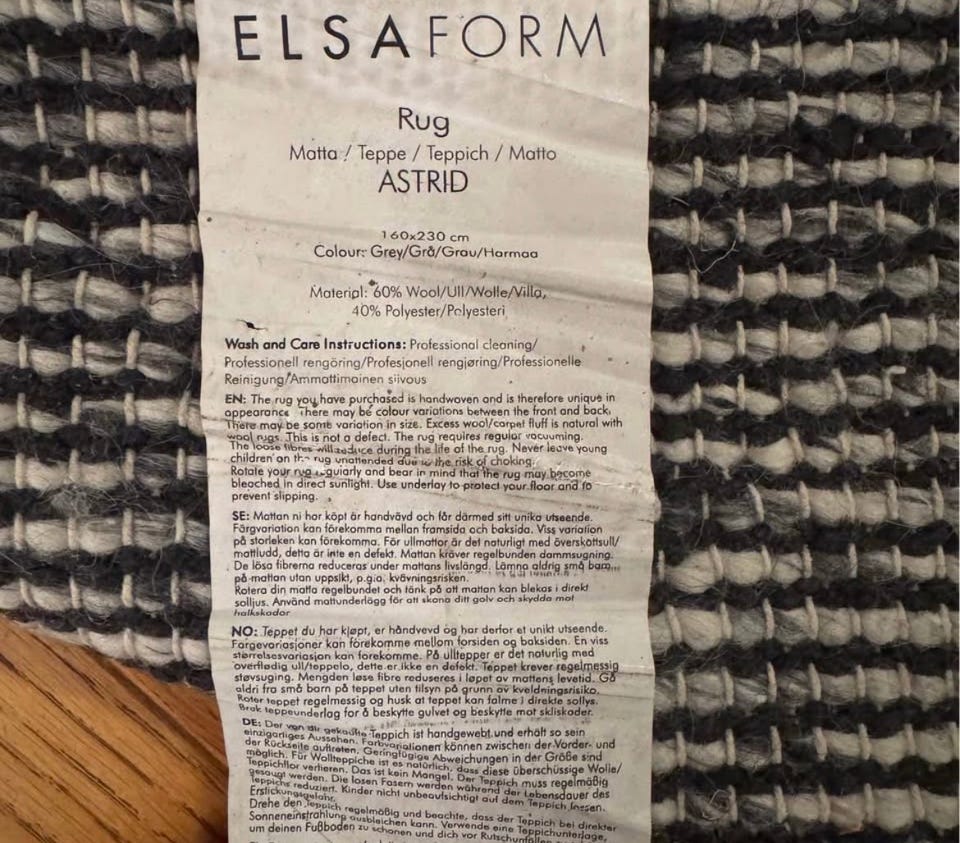 ELSAFORM
Rug
Matta / Teppe / Teppich / Matto
ASTRID
160x230 cm
Colour: Grey/Grå/Grau/Harmaa
Material: 60% Wool/Ull/Wolle/Villa,
40% Polyester/Polyesteri
Wash and Care Instructions: Professional cleaning/
Professionell rengöring/Profesjonell rengjøring/Professionelle
Reinigung/Ammattimainen siivous
EN: The rug you have purchased is handwoven and is therefore unique in
appearance There may be colour variations between the front and back,
There may be some variation in size. Excess wool/carpet fluff is natural with
wool rugs. This is not a defect. The rug requires regular vacuuming.
The loose fibres will reduce during the life of the rug. Never leave young
children on the rug unattended due to the risk of choking.
Rotate your rug regularly and bear in mind that the rug may become
bleached in direct sunlight. Use underlay to protect your floor and to
prevent slipping.
SE: Mattan ni har köpt är handvävd och får därmed sitt unika utseende.
Färgvariation kan förekomma mellan framsida och baksida. Viss variation
på storleken kan förekomma. För ullmattor är det naturligt med överskottsull/
mattludd, detta är inte en defekt. Mattan kräver regelbunden dammsugning.
De lösa fibrerna reduceras under mattans livslängd. Lämna aldrig små barn
på mattan utan uppsikt, p.g.a. kvävningsrisken.
Rotera din matta regelbundet och tänk på att mattan kan blekas i direkt
solljus. Använd mattunderlägg för att skona ditt golv och skydda mot
halkskador
NO: Teppet du har kjøpt, er håndvevd og har derfor et unikt utseende.
Fargevariasjoner kan forekomme mellom forsiden og baksiden. En viss
størrelsesvariasjon kan forekomme. På ulltepper er det naturlig med
overflødig ull/teppelo, dette er ikke en defekt. Teppet krever regelmessig
støvsuging. Mengden løse fibre reduseres i løpet av mattens levetid. Gå
aldri fra små barn på teppet uten tilsyn på grunn av kveldningsrisiko.
Roter teppet regelmessig og husk at teppet kan falme i direkte sollys.
Bruk teppeunderlag for å beskytte gulvet og beskytte mot skliskader.
DE: Der von dir gekaufte Teppich ist handgewebt und erhält so sein
einzigartiges Aussehen. Farbvariationen können zwischen der Vorder- und
der Rückseite auftreten. Geringfügige Abweichungen in der Größe sind
möglich. Für Wollteppiche ist es natürlich, dass diese überschüssige Wolle/
Teppichflor verlieren. Das ist kein Mangel. Der Teppich muss regelmäßig
gesaugt werden. Die losen Fasern werden während der Lebensdauer des
Teppichs reduziert. Kinder nicht unbeaufsichtigt auf dem Teppich lassen.
Erstickungsgefahr.
Drehe den Teppich regelmäßig und beachte, dass der Teppich bei direkter
Sonneneinstrahlung ausbleichen kann. Verwende eine Teppichunterlage,
um deinen Fußboden zu schonen und dich vor